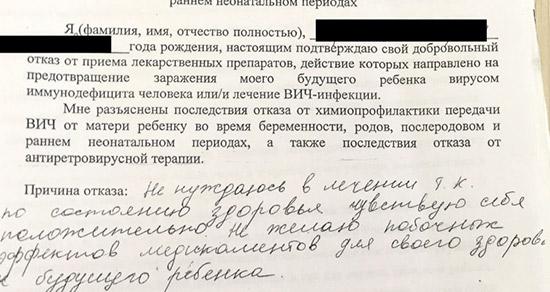 раннем неонатальном периодах
Я (фамилия, имя, отчество полностью),
года рождения, настоящим подтверждаю свой добровольный
отказ от приема лекарственных препаратов, действие которых направлено на
предотвращение заражения моего будущего ребенка вирусом
иммунодефицита человека или/и лечение ВИЧ-инфекции.
Мне разъяснены последствия отказа от химиопрофилактики передачи
ВИЧ от матери ребенку во время беременности, родов, послеродовом и
раннем неонатальном периодах, а также последствия отказа от
антиретровирусной терапии.
Причина отказа: Не нуждаюсь в лечении т.к.
по состоянию здоровья чувствую себя
положительно Не желаю побочных
эффектов медикаментов для своего здоров
и будущего ребенка.